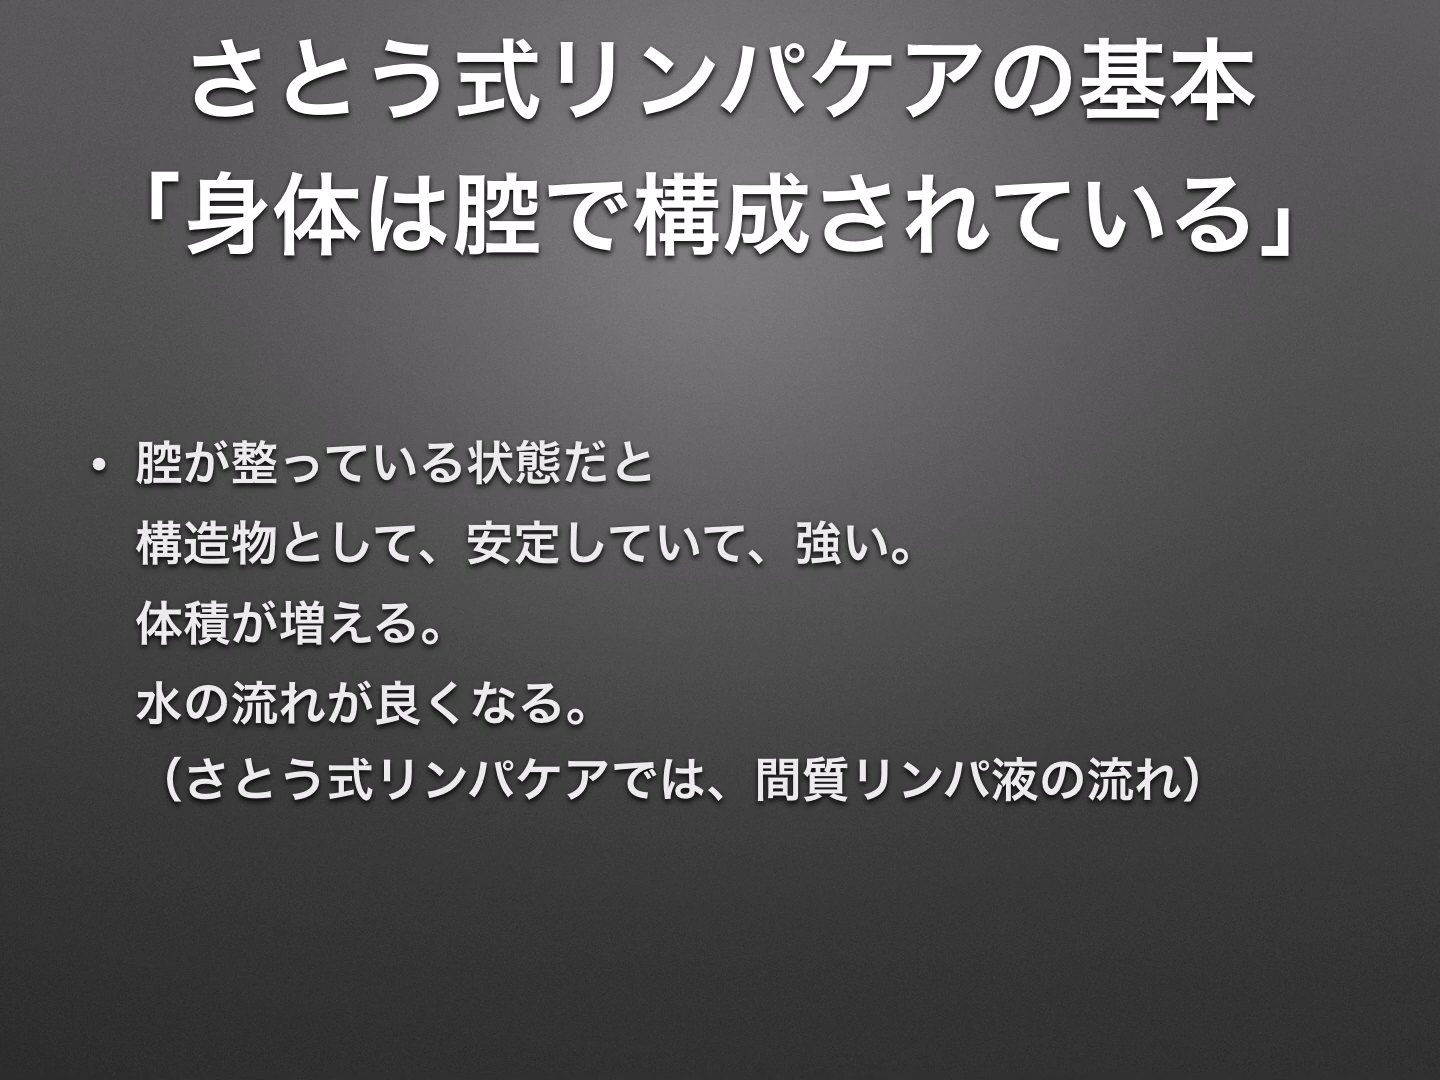 さとう式リンパケアの基本
「身体は腔で構成されている」
• 腔が整っている状態だと
構造物として、安定していて、強い。
体積が増える。
水の流れが良くなる。
（さとう式リンパケアでは、間質リンパ液の流れ）